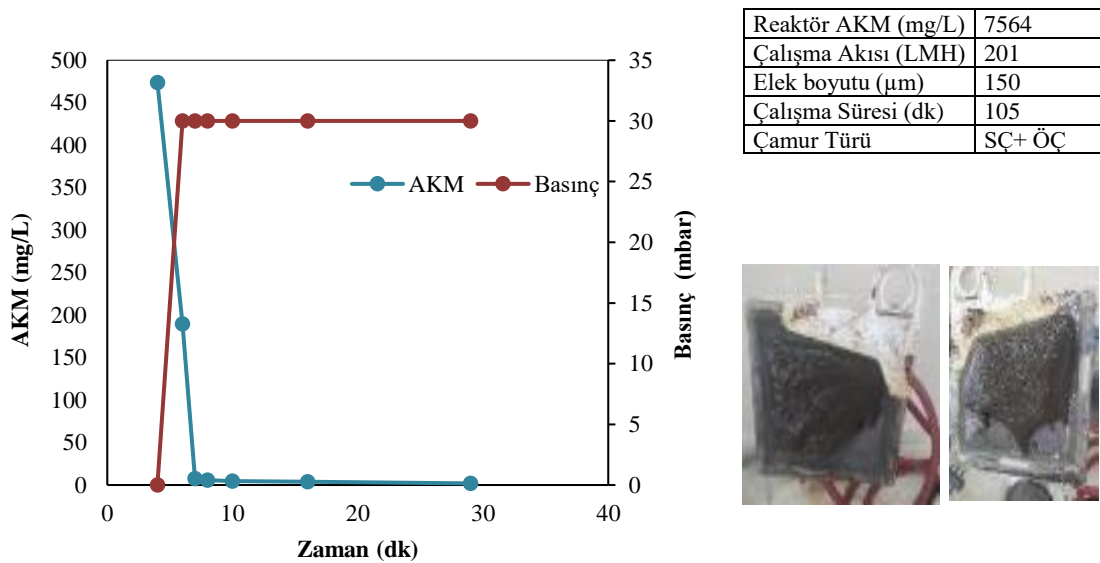 500
450
400
350
300
250
200
150
100
50
0
AKM (mg/L)
35
30
25
20
15
10
5
0
Basınç (mbar)
AKM
Basınç
0 10 20 30 40
Zaman (dk)
Reaktör AKM (mg/L) 7564
Çalışma Akısı (LMH) 201
Elek boyutu (µm) 150
Çalışma Süresi (dk) 105
Çamur Türü SÇ+ ÖÇ